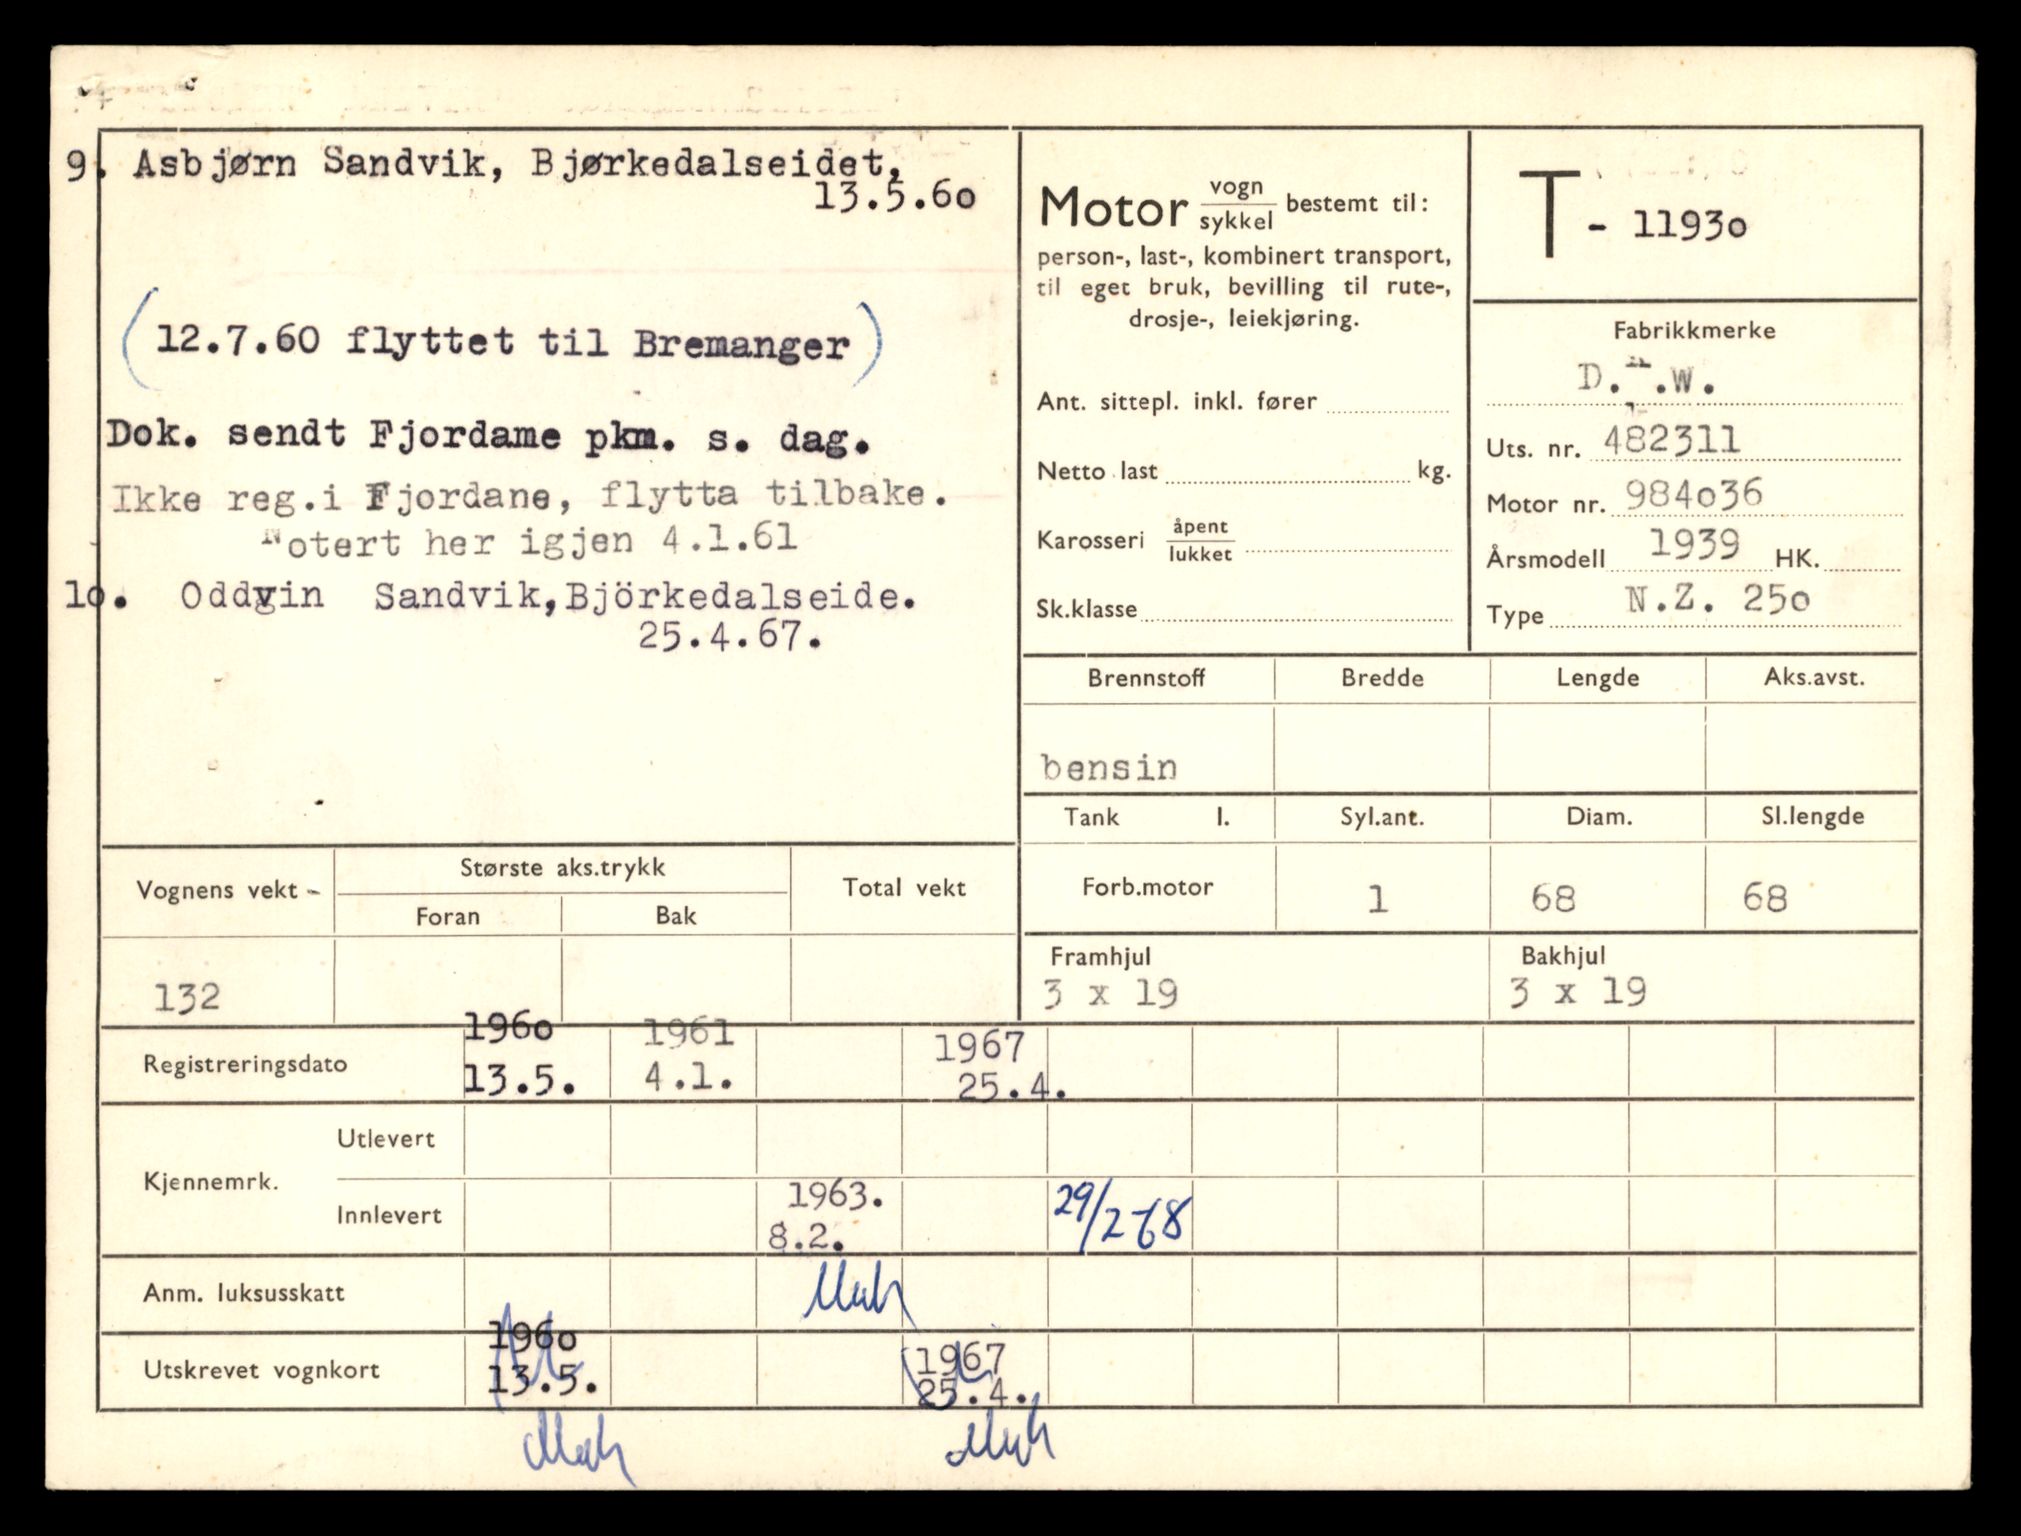 9. Asbjørn Sandvik, Bjørkedalseidet,
13.5.60
(12.7.60 flyttet til Bremanger)
Dok. sendt Fjordame pkm. s. dag.
Ikke reg.i Fjordane, flytta tilbake.
Notert her igjen 4.1.61
10. Oddvin Sandvik, Björkedalseide.
25.4.67.
Motor vogn/sykkel bestemt til:
person-, last-, kombinert transport,
til eget bruk, bevilling til rute-,
drosje-, leiekjøring.
Ant. sittepl. inkl. fører
Netto last kg.
Karosseri åpent/lukket
Sk.klasse
T - 11930
Fabrikkmerke
D.K.W.
Uts. nr. 482311
Motor nr. 984036
Årsmodell 1939 HK.
Type N.Z. 250
Brennstoff Bredde Lengde Aks.avst.
bensin
Tank l. Syl.ant. Diam. Sl.lengde
Forb.motor 1 68 68
Framhjul Bakhjul
3 x 19 3 x 19
Vognens vekt - Største aks.trykk Total vekt
Foran Bak
132
1960 1961 1967
Registreringsdato 13.5. 4.1. 25.4.
Kjennemrk. Utlevert
Innlevert 1963. 29/2-68
8.2.
Anm. luksusskatt
1960 1967
Utskrevet vognkort 13.5. 25.4.